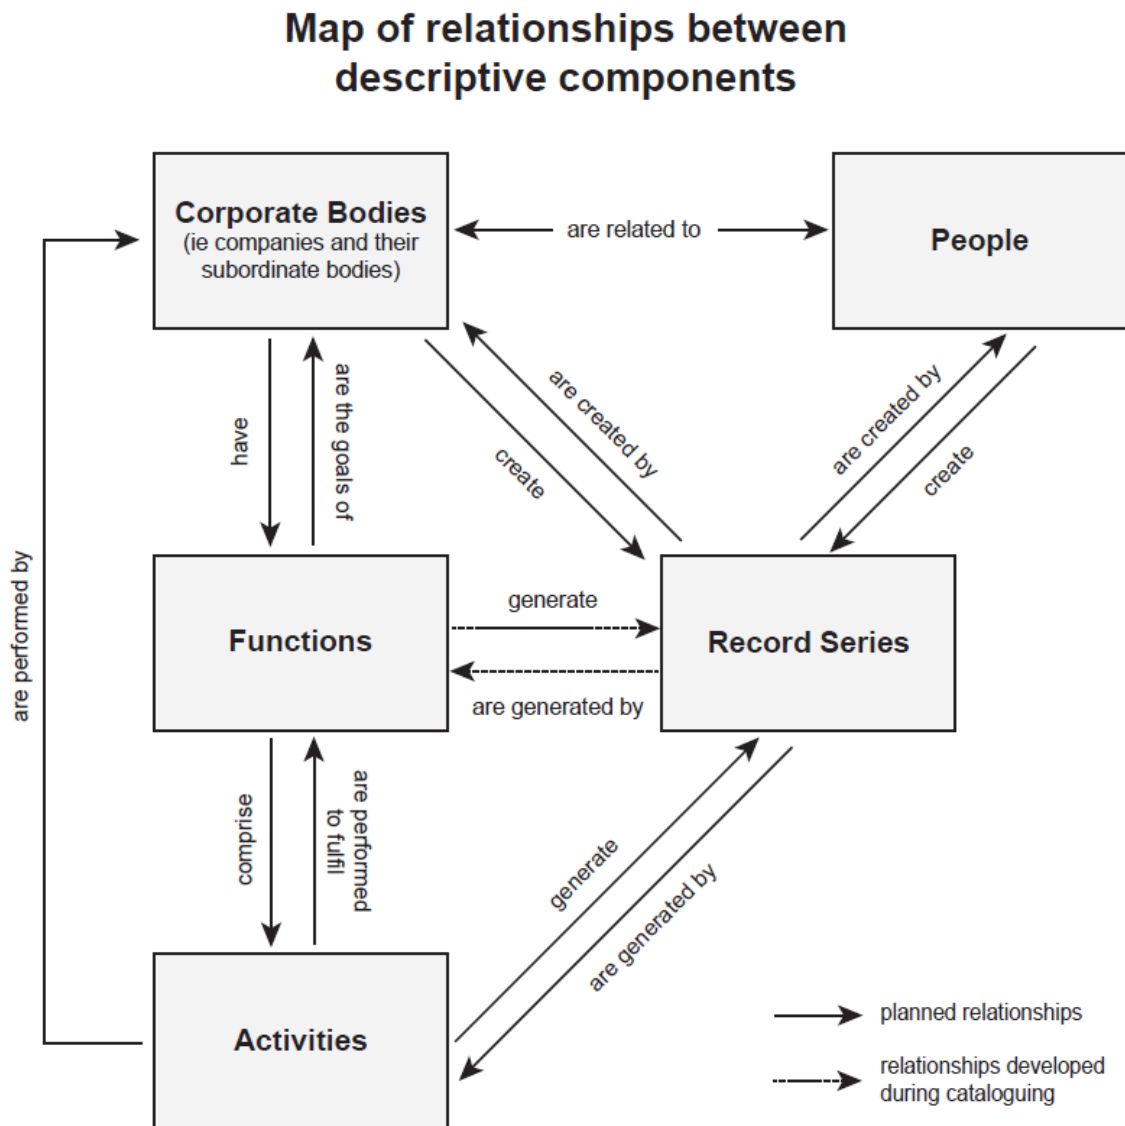 Map of relationships between
descriptive components
Corporate Bodies
(ie companies and their
subordinate bodies)
are related to
People
have
are the goals of
create
are created by
are created by
create
are performed by
Functions
generate
are generated by
Record Series
comprise
are performed
to fulfil
generate
are generated by
Activities
planned relationships
relationships developed
during cataloguing